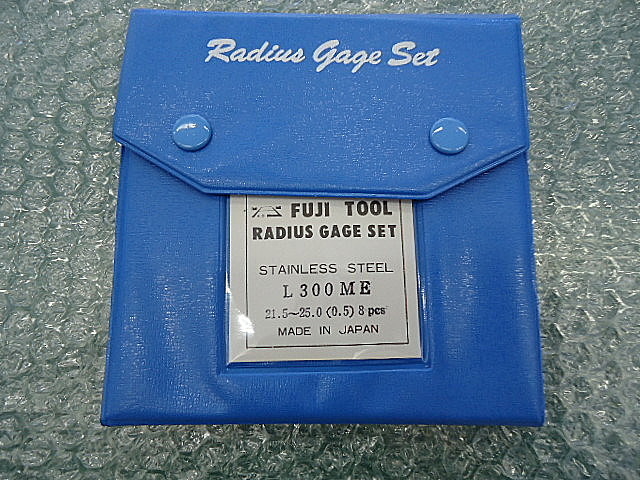 Radius Gage Set
FUJI TOOL
RADIUS GAGE SET
STAINLESS STEEL
L300ME
21.5~25.0 (0.5) 8 pcs
MADE IN JAPAN